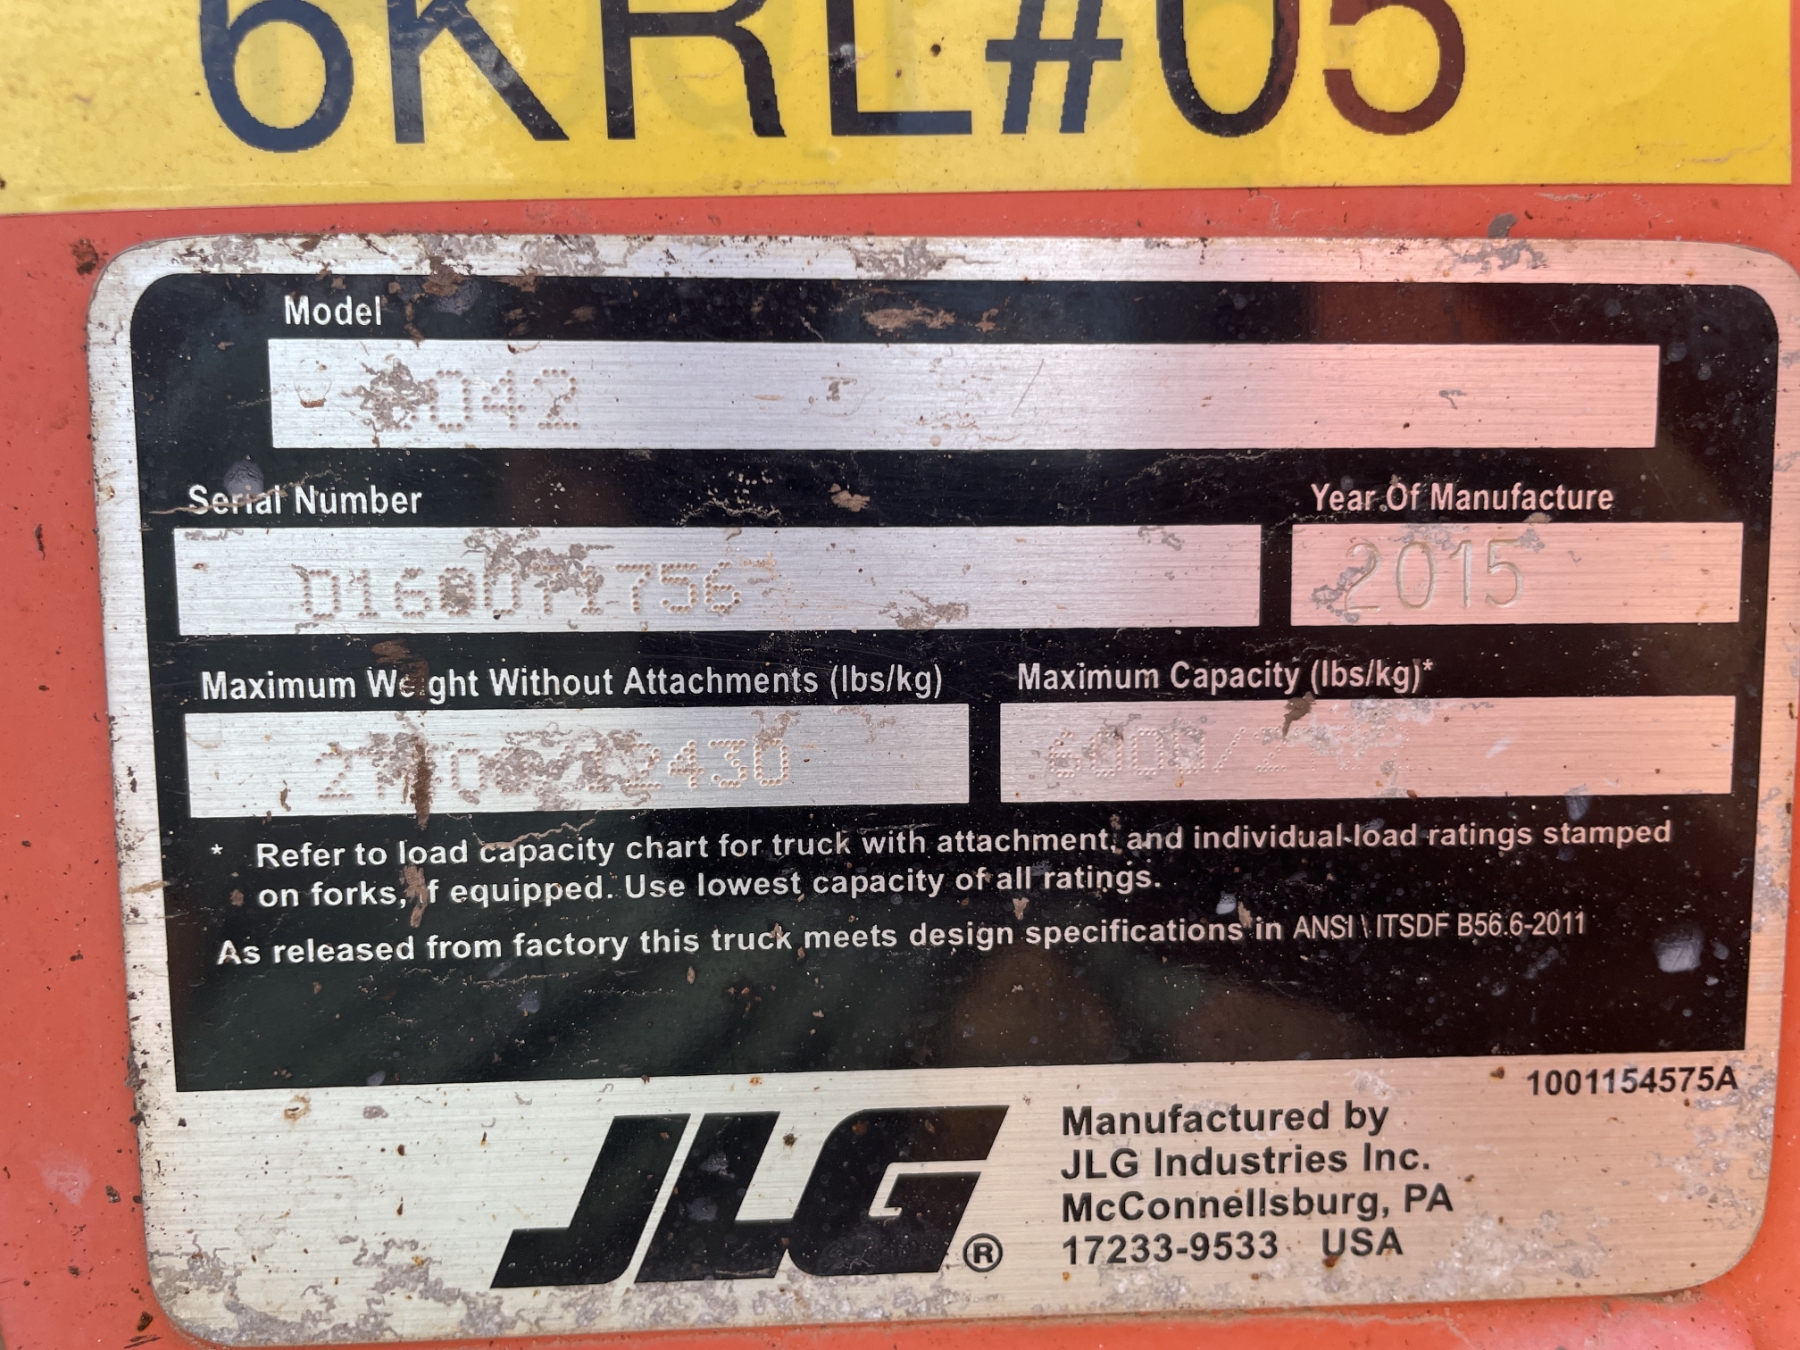 6KRL#05
Model
Serial Number
Year Of Manufacture
2015
Maximum Weight Without Attachments (lbs/kg)
Maximum Capacity (lbs/kg)*
* Refer to load capacity chart for truck with attachment, and individual load ratings stamped
on forks, if equipped. Use lowest capacity of all ratings.
As released from factory this truck meets design specifications in ANSI \ ITSDF B56.6-2011
1001154575A
JLG®
Manufactured by
JLG Industries Inc.
McConnellsburg, PA
17233-9533 USA